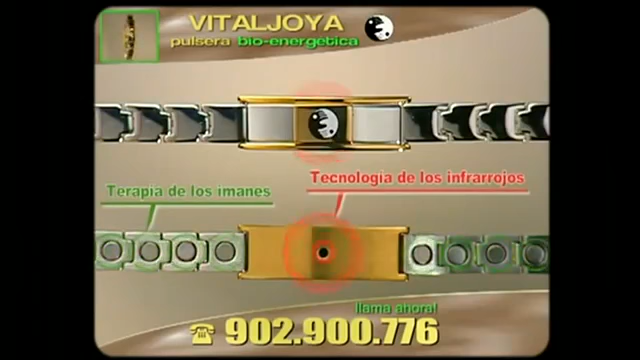 VITALJOYA
pulsera bio-energetica
Tecnologia de los infrarrojos
Terapia de los imanes
llama ahora!
902.900.776